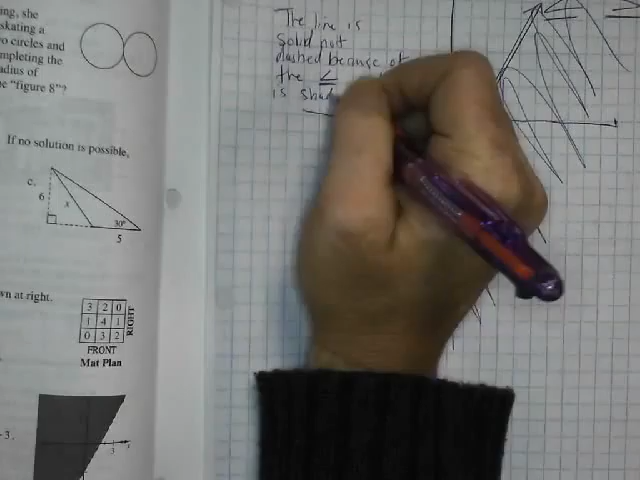 ing, she
skating a
vo circles and
mpleting the
adius of
e "figure 8"?
If no solution is possible,
c.
6
x
30°
5
wn at right.
3 2 0
1 4 1
0 3 2
RIGHT
FRONT
Mat Plan
-3.
3
The line is
solid not
dashed because of
the ≤
is shad